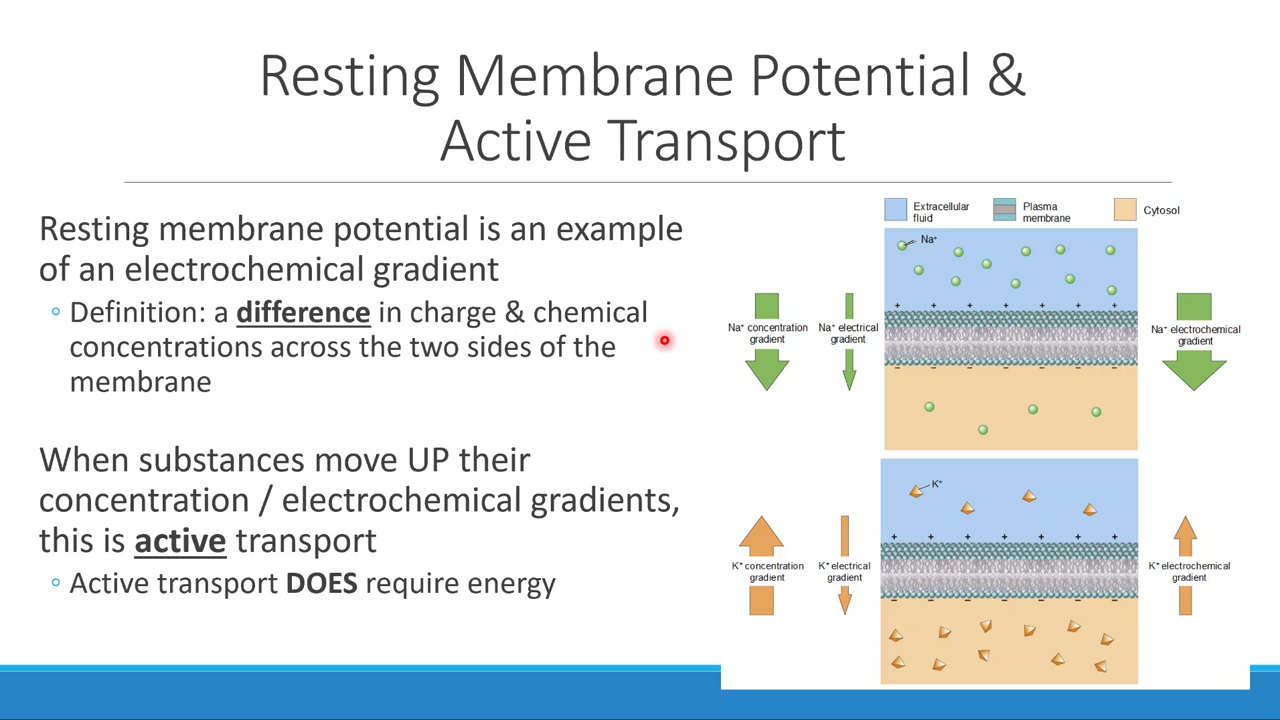 Resting Membrane Potential &
Active Transport
Resting membrane potential is an example
of an electrochemical gradient
◦ Definition: a difference in charge & chemical
concentrations across the two sides of the
membrane
When substances move UP their
concentration / electrochemical gradients,
this is active transport
◦ Active transport DOES require energy
Extracellular
fluid
Plasma
membrane
Cytosol
Na⁺
+ + + + + + +
Na⁺ concentration
gradient
Na⁺ electrical
gradient
Na⁺ electrochemical
gradient
– – – – – – –
K⁺
+ + + + + + +
K⁺ concentration
gradient
K⁺ electrical
gradient
K⁺ electrochemical
gradient
– – – – – – –